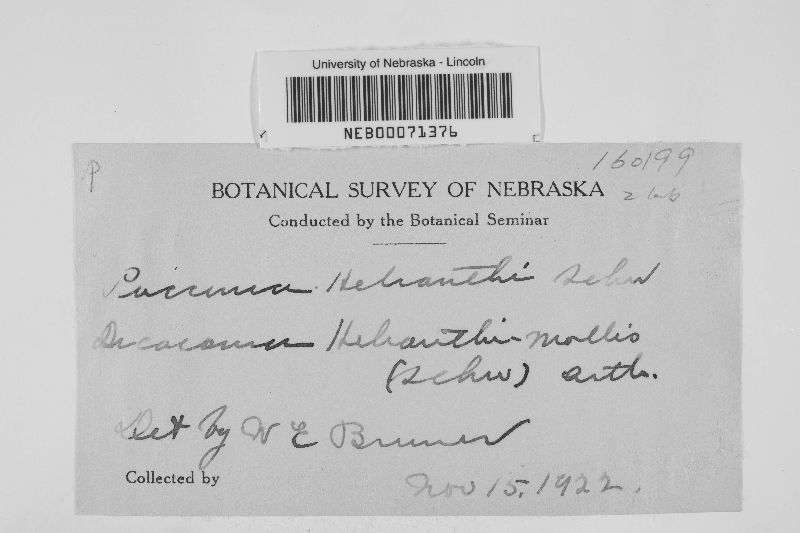 University of Nebraska - Lincoln
NEB00071376
P
160199
BOTANICAL SURVEY OF NEBRASKA
Conducted by the Botanical Seminar
Puccinia Helianthi Schw
Dicaeoma Helianthi-mollis
(Schw) Arth.
Det by W E Bruner
Collected by
Nov 15, 1922.